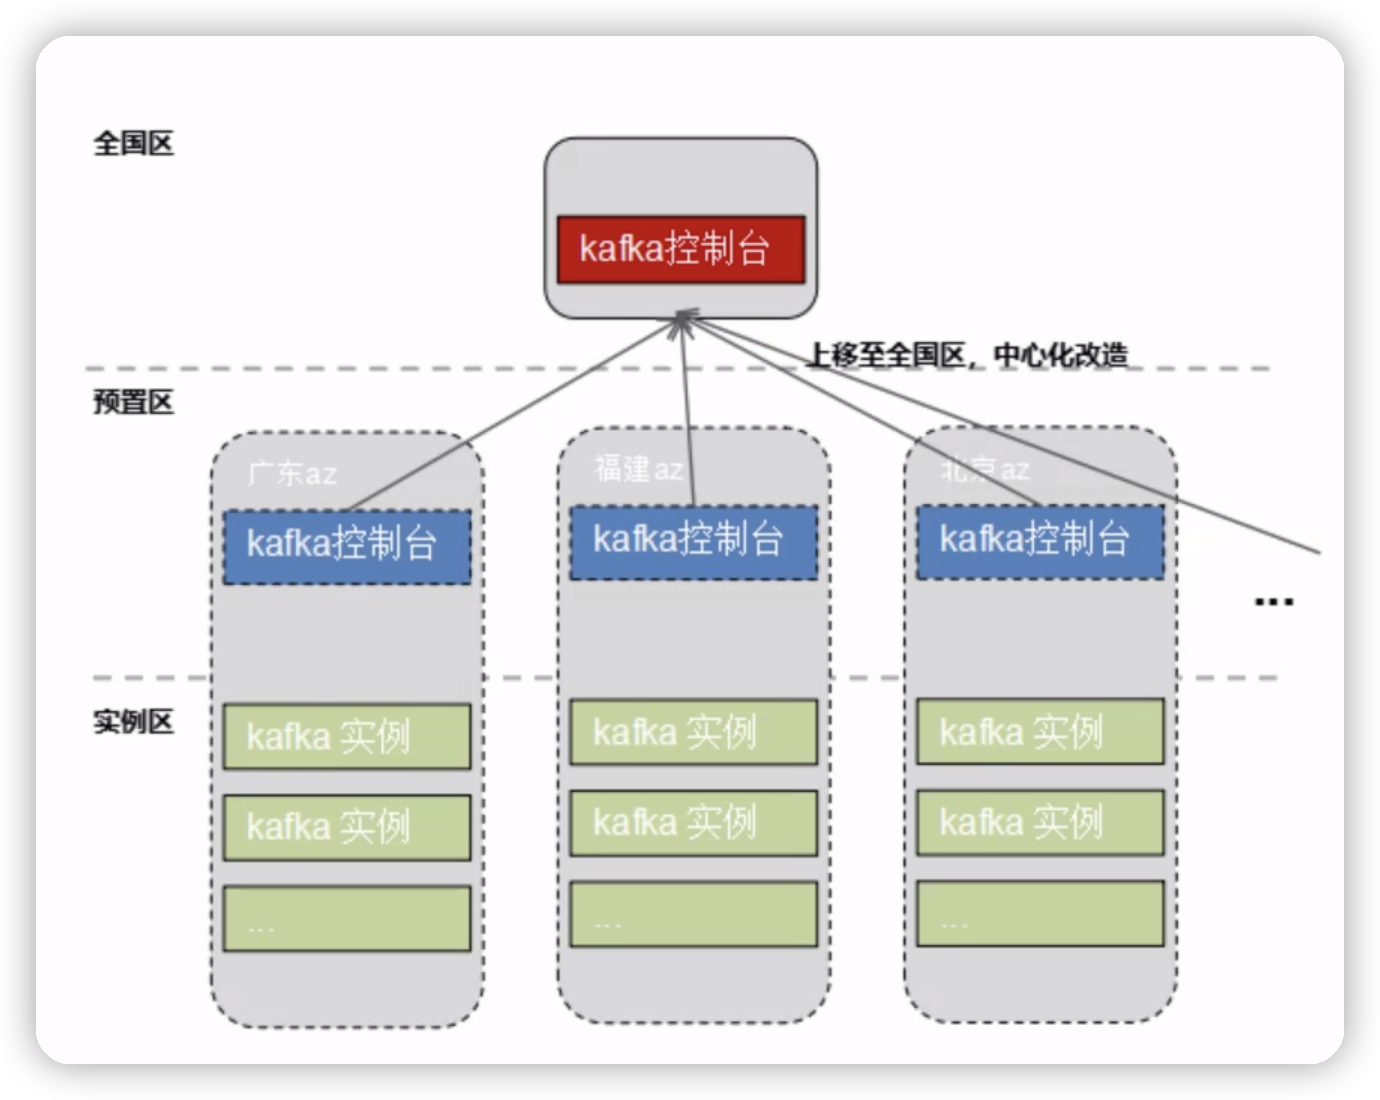 全国区
kafka控制台
上移至全国区，中心化改造
预置区
广东az
福建az
北京az
kafka控制台
kafka控制台
kafka控制台
...
实例区
kafka 实例
kafka 实例
kafka 实例
kafka 实例
kafka 实例
kafka 实例
...
...
...